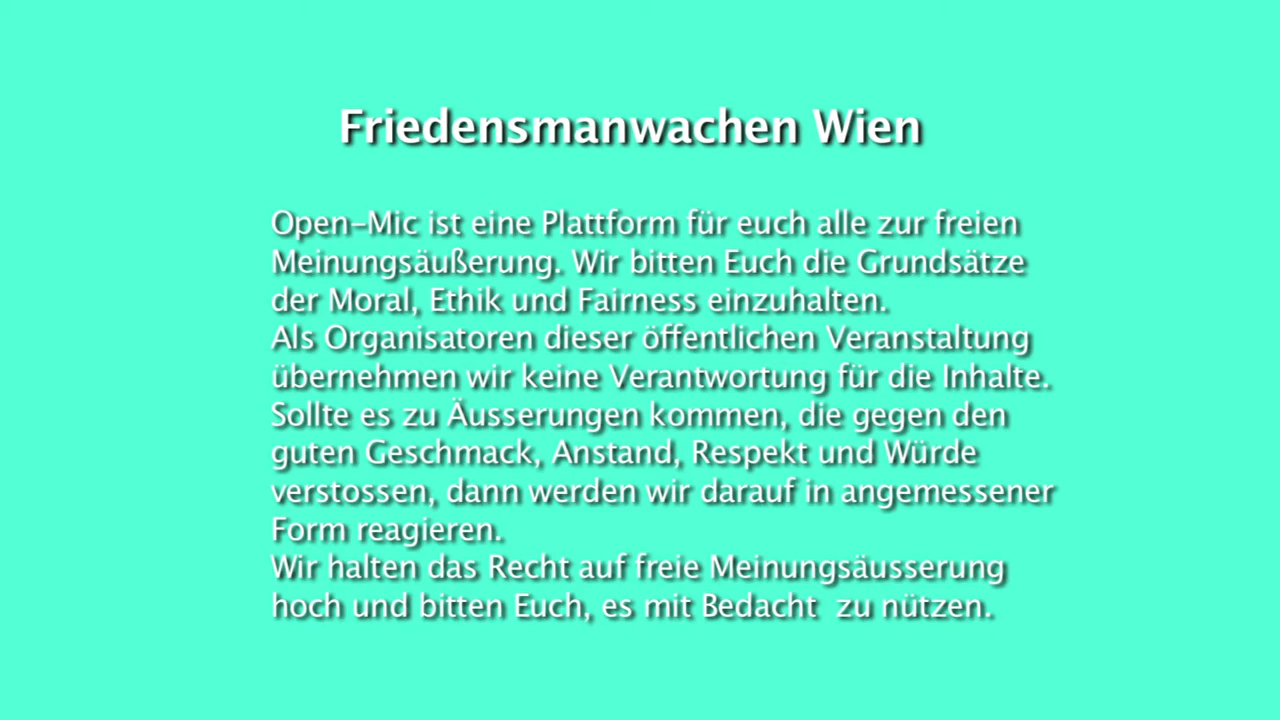 Friedensmanwachen Wien
Open-Mic ist eine Plattform für euch alle zur freien
Meinungsäußerung. Wir bitten Euch die Grundsätze
der Moral, Ethik und Fairness einzuhalten.
Als Organisatoren dieser öffentlichen Veranstaltung
übernehmen wir keine Verantwortung für die Inhalte.
Sollte es zu Äusserungen kommen, die gegen den
guten Geschmack, Anstand, Respekt und Würde
verstossen, dann werden wir darauf in angemessener
Form reagieren.
Wir halten das Recht auf freie Meinungsäusserung
hoch und bitten Euch, es mit Bedacht  zu nützen.